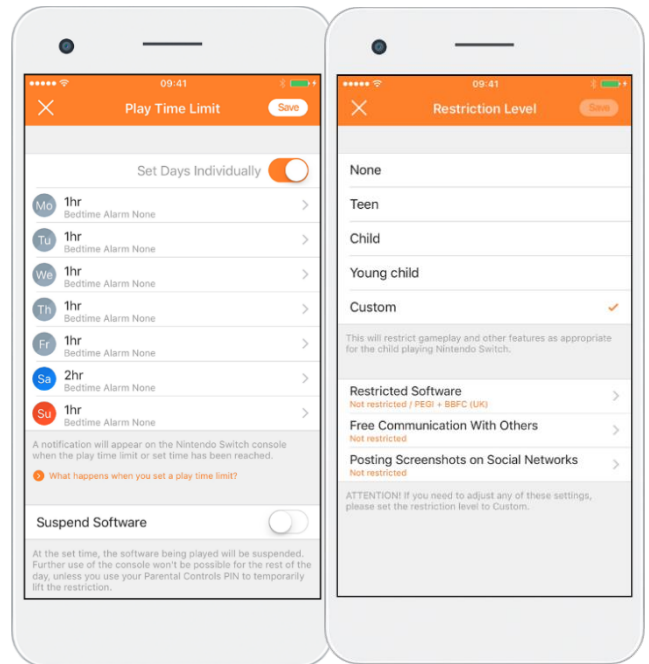 09:41
Play Time Limit
Save
Set Days Individually
Mo
1hr
Bedtime Alarm None
Tu
1hr
Bedtime Alarm None
We
1hr
Bedtime Alarm None
Th
1hr
Bedtime Alarm None
Fr
1hr
Bedtime Alarm None
Sa
2hr
Bedtime Alarm None
Su
1hr
Bedtime Alarm None
A notification will appear on the Nintendo Switch console
when the play time limit or set time has been reached.
What happens when you set a play time limit?
Suspend Software
At the set time, the software being played will be suspended.
Further use of the console won't be possible for the rest of the
day, unless you use your Parental Controls PIN to temporarily
lift the restriction.
09:41
Restriction Level
Save
None
Teen
Child
Young child
Custom
This will restrict gameplay and other features as appropriate
for the child playing Nintendo Switch.
Restricted Software
Not restricted / PEGI + BBFC (UK)
Free Communication With Others
Not restricted
Posting Screenshots on Social Networks
Not restricted
ATTENTION! If you need to adjust any of these settings,
please set the restriction level to Custom.